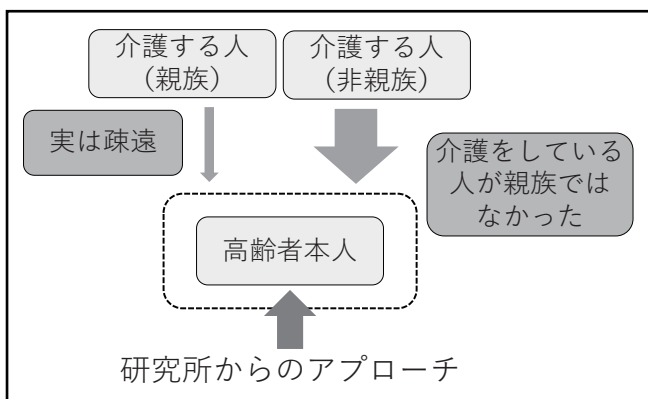 介護する人
（親族）
介護する人
（非親族）
実は疎遠
介護をしている
人が親族では
なかった
高齢者本人
研究所からのアプローチ